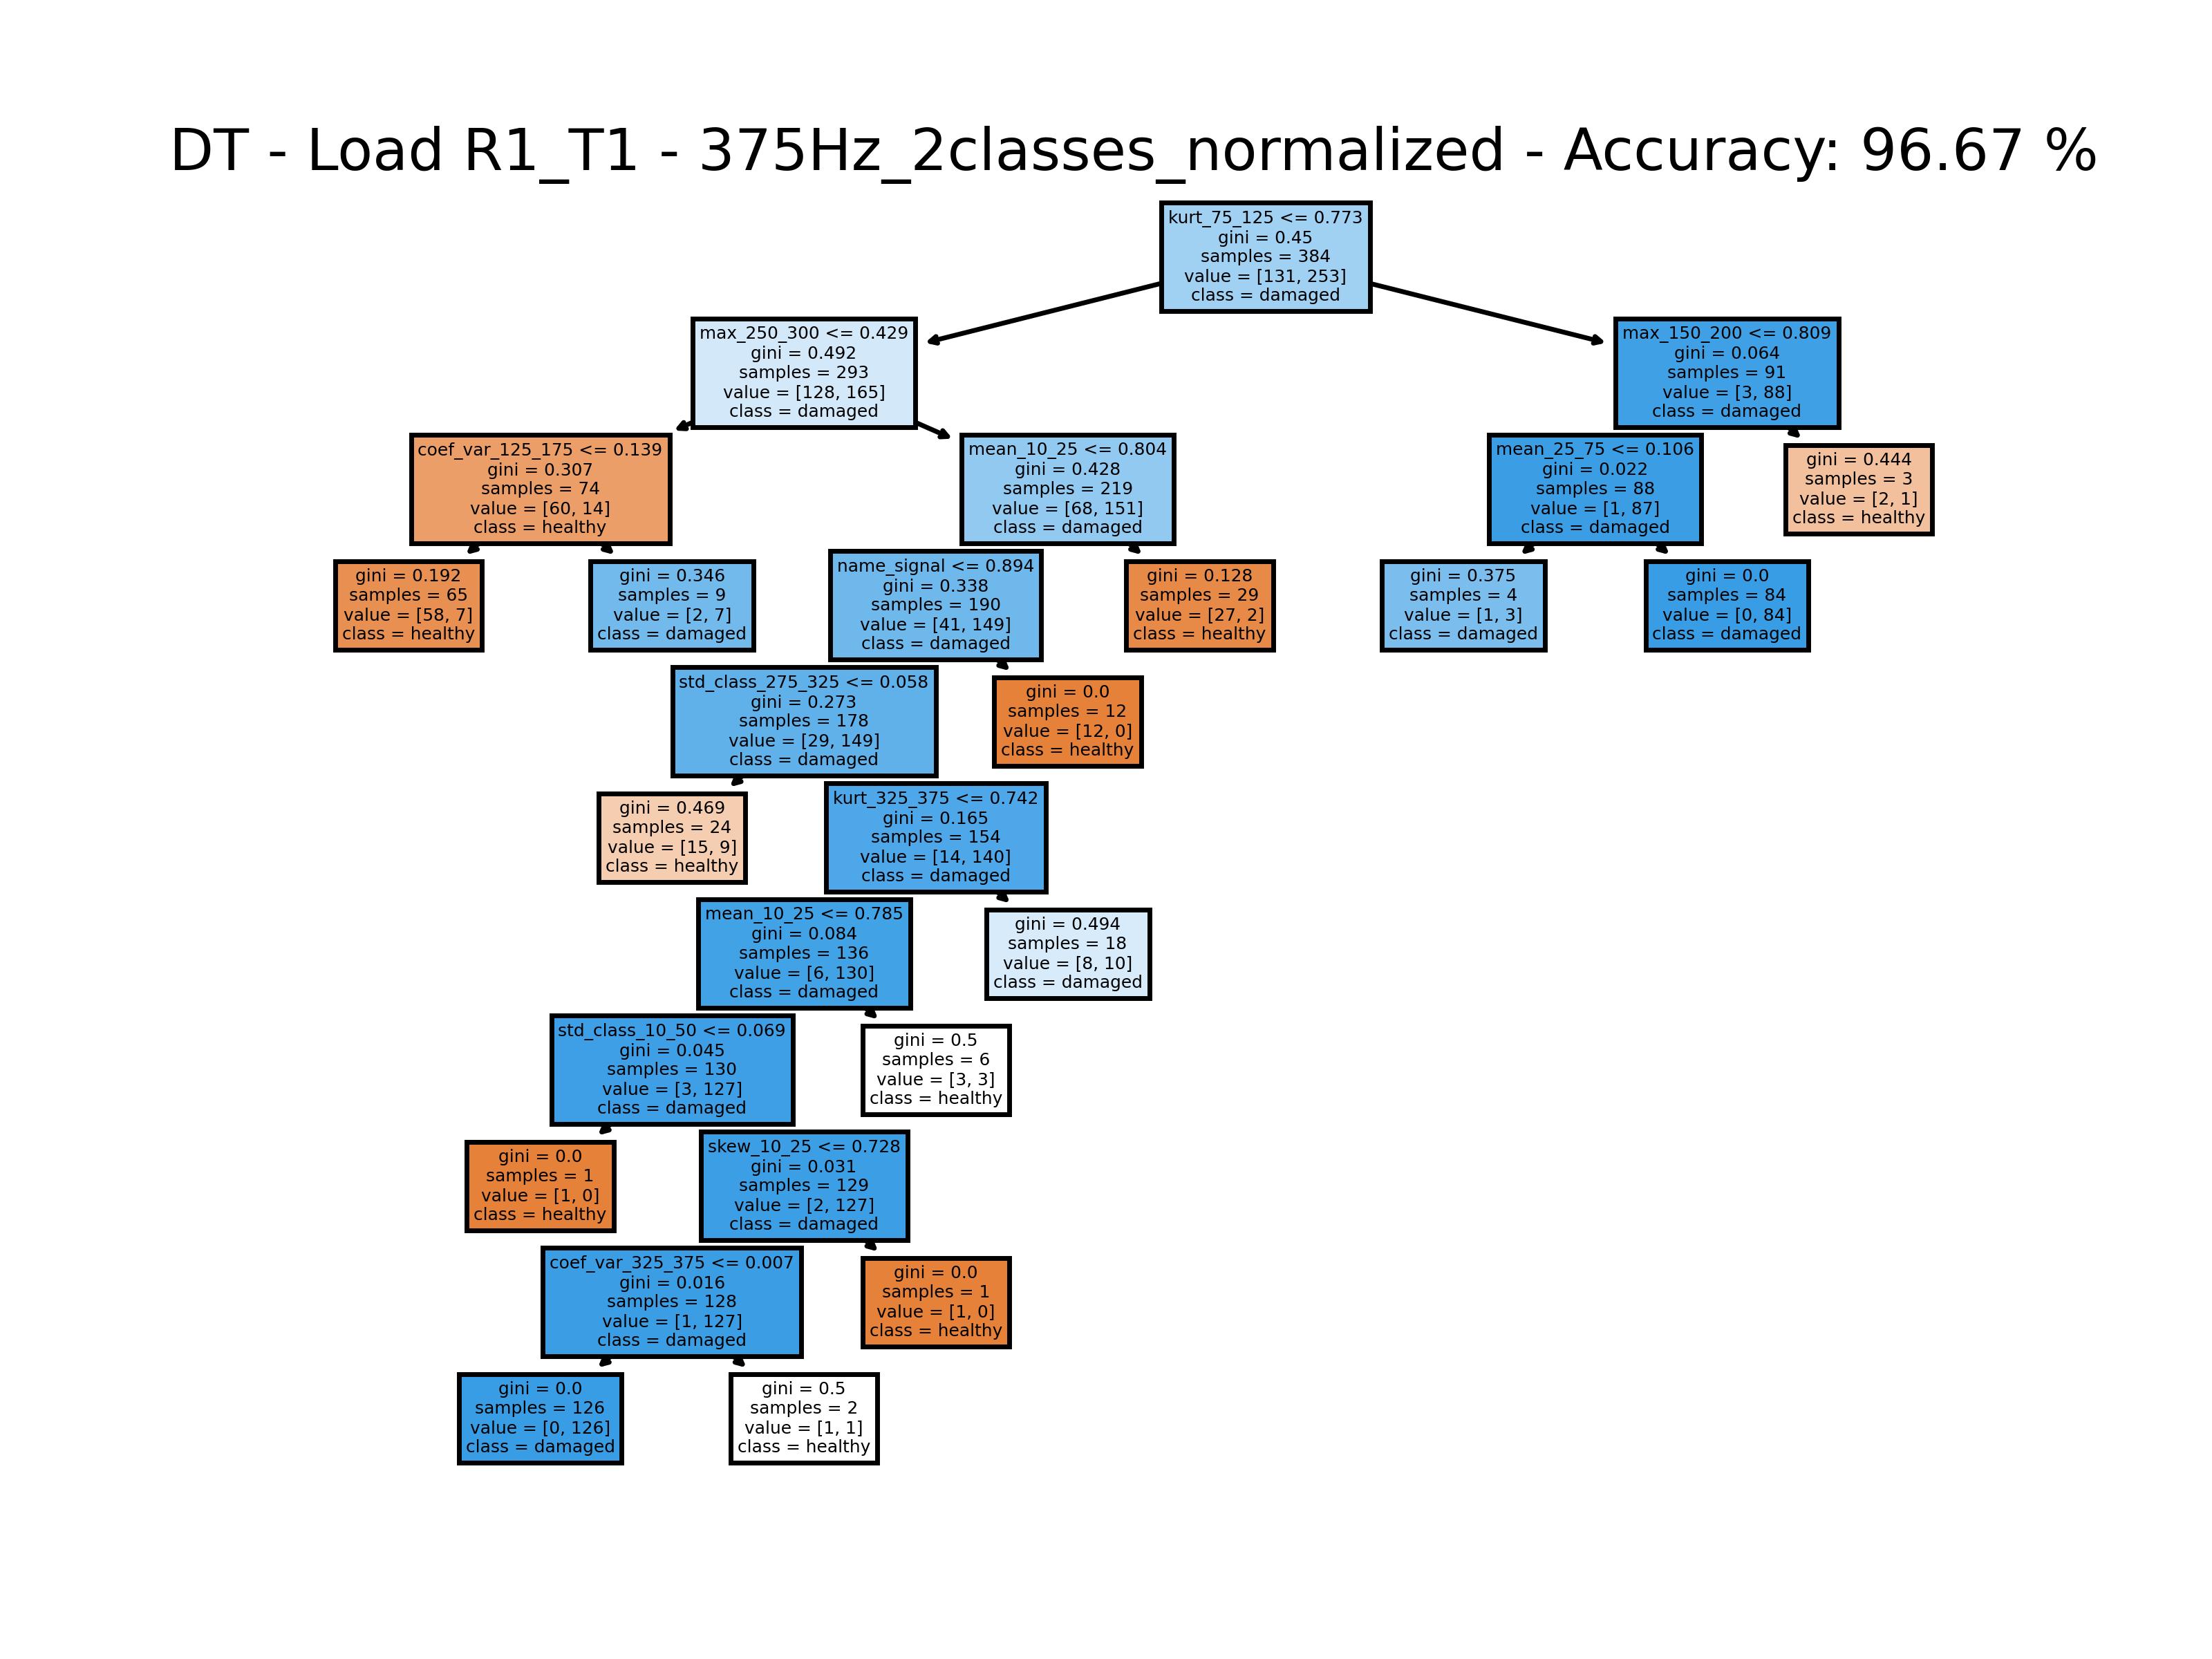 DT - Load R1_T1 - 375Hz_2classes_normalized - Accuracy: 96.67 %
kurt_75_125 <= 0.773
gini = 0.45
samples = 384
value = [131, 253]
class = damaged
max_250_300 <= 0.429
gini = 0.492
samples = 293
value = [128, 165]
class = damaged
max_150_200 <= 0.809
gini = 0.064
samples = 91
value = [3, 88]
class = damaged
coef_var_125_175 <= 0.139
gini = 0.307
samples = 74
value = [60, 14]
class = healthy
mean_10_25 <= 0.804
gini = 0.428
samples = 219
value = [68, 151]
class = damaged
mean_25_75 <= 0.106
gini = 0.022
samples = 88
value = [1, 87]
class = damaged
gini = 0.444
samples = 3
value = [2, 1]
class = healthy
gini = 0.192
samples = 65
value = [58, 7]
class = healthy
gini = 0.346
samples = 9
value = [2, 7]
class = damaged
name_signal <= 0.894
gini = 0.338
samples = 190
value = [41, 149]
class = damaged
gini = 0.128
samples = 29
value = [27, 2]
class = healthy
gini = 0.375
samples = 4
value = [1, 3]
class = damaged
gini = 0.0
samples = 84
value = [0, 84]
class = damaged
std_class_275_325 <= 0.058
gini = 0.273
samples = 178
value = [29, 149]
class = damaged
gini = 0.0
samples = 12
value = [12, 0]
class = healthy
gini = 0.469
samples = 24
value = [15, 9]
class = healthy
kurt_325_375 <= 0.742
gini = 0.165
samples = 154
value = [14, 140]
class = damaged
mean_10_25 <= 0.785
gini = 0.084
samples = 136
value = [6, 130]
class = damaged
gini = 0.494
samples = 18
value = [8, 10]
class = damaged
std_class_10_50 <= 0.069
gini = 0.045
samples = 130
value = [3, 127]
class = damaged
gini = 0.5
samples = 6
value = [3, 3]
class = healthy
gini = 0.0
samples = 1
value = [1, 0]
class = healthy
skew_10_25 <= 0.728
gini = 0.031
samples = 129
value = [2, 127]
class = damaged
coef_var_325_375 <= 0.007
gini = 0.016
samples = 128
value = [1, 127]
class = damaged
gini = 0.0
samples = 1
value = [1, 0]
class = healthy
gini = 0.0
samples = 126
value = [0, 126]
class = damaged
gini = 0.5
samples = 2
value = [1, 1]
class = healthy